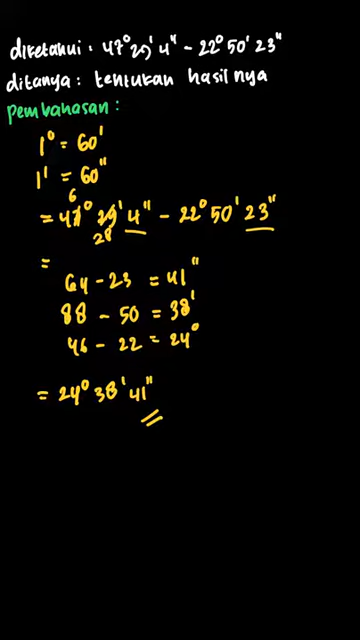 diketahui : 47° 29' 4" - 22° 50' 23"
ditanya : tentukan hasilnya
pembahasan :
1° = 60'
1' = 60"
6
= 47° 29' 4" - 22° 50' 23"
28
=
64 - 23 = 41"
88 - 50 = 38'
46 - 22 = 24°
= 24° 38' 41"